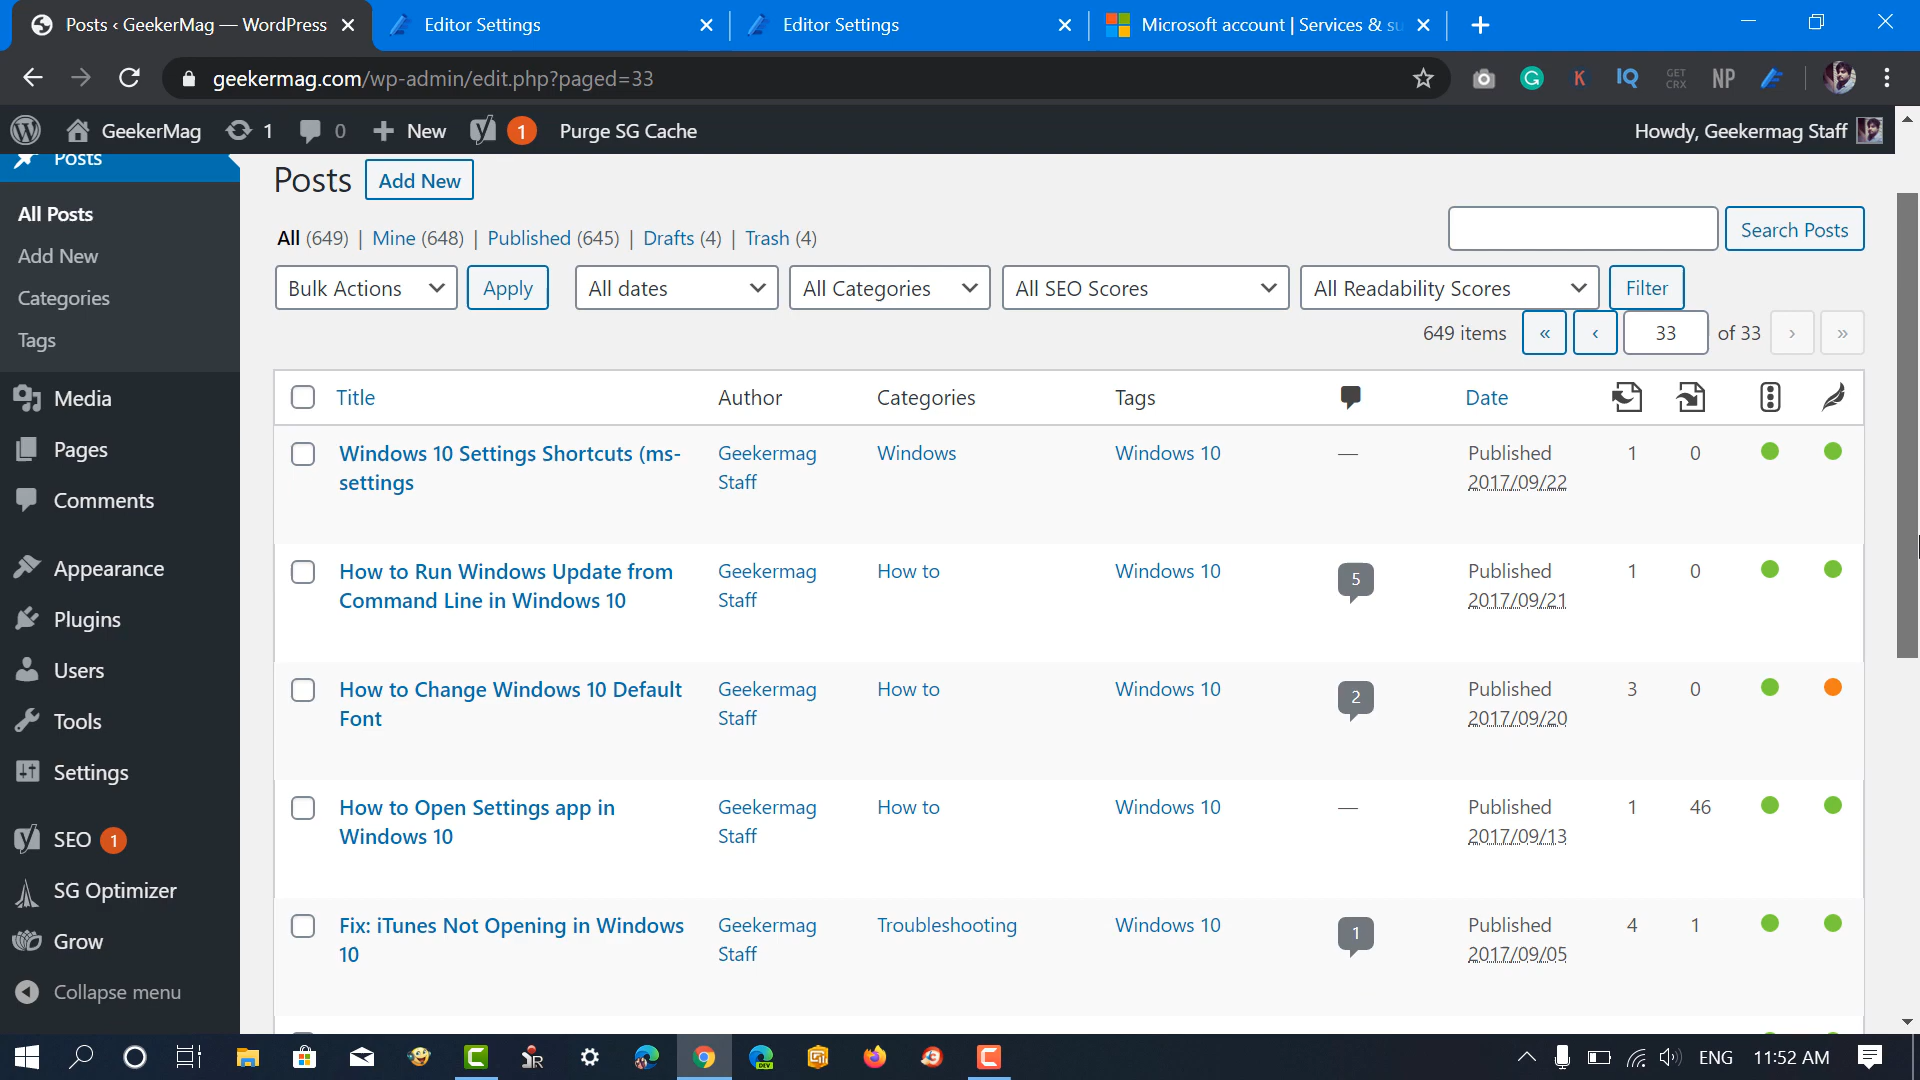 Posts ‹ GeekerMag — WordPress
Editor Settings
Editor Settings
Microsoft account | Services & su
geekermag.com/wp-admin/edit.php?paged=33
K
IQ
GET CRX
NP
GeekerMag
1
0
New
1
Purge SG Cache
Howdy, Geekermag Staff
Posts
All Posts
Add New
Categories
Tags
Media
Pages
Comments
Appearance
Plugins
Users
Tools
Settings
SEO 1
SG Optimizer
Grow
Collapse menu
Posts
Add New
All (649) | Mine (648) | Published (645) | Drafts (4) | Trash (4)
Search Posts
Bulk Actions
Apply
All dates
All Categories
All SEO Scores
All Readability Scores
Filter
649 items « ‹ 33 of 33 › »
Title Author Categories Tags Date
Windows 10 Settings Shortcuts (ms-
settings
Geekermag
Staff
Windows
Windows 10
—
Published
2017/09/22
1
0
How to Run Windows Update from
Command Line in Windows 10
Geekermag
Staff
How to
Windows 10
5
Published
2017/09/21
1
0
How to Change Windows 10 Default
Font
Geekermag
Staff
How to
Windows 10
2
Published
2017/09/20
3
0
How to Open Settings app in
Windows 10
Geekermag
Staff
How to
Windows 10
—
Published
2017/09/13
1
46
Fix: iTunes Not Opening in Windows
10
Geekermag
Staff
Troubleshooting
Windows 10
1
Published
2017/09/05
4
1
DEV
ENG
11:52 AM